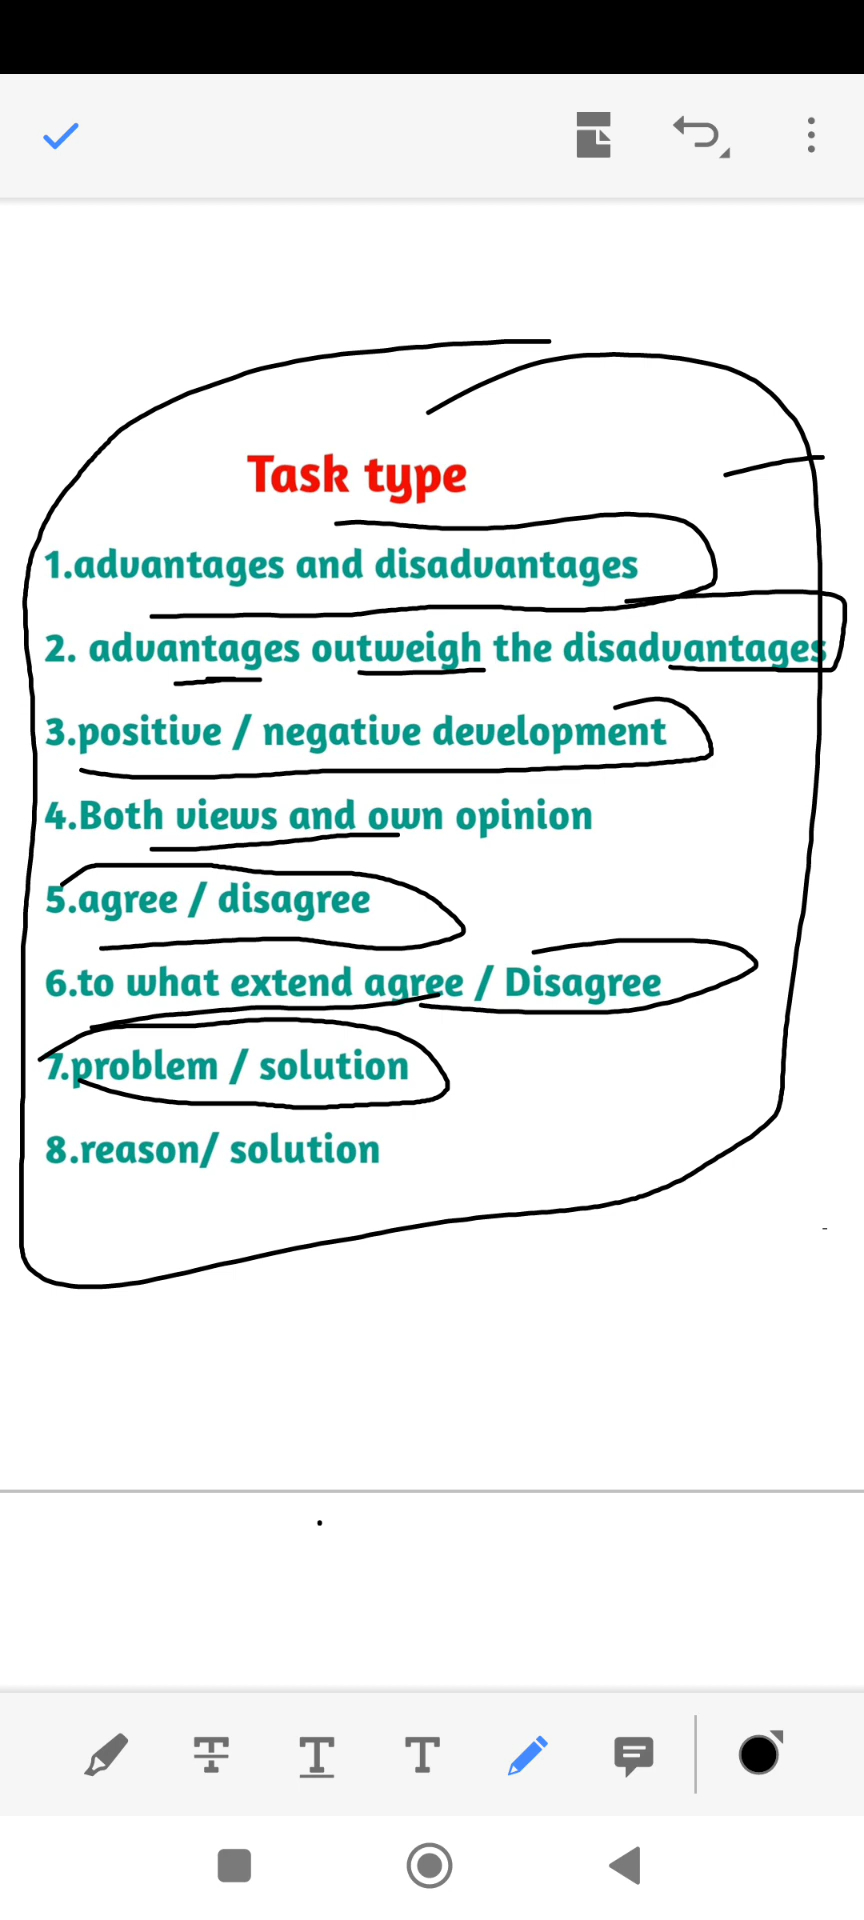 Task type
1.advantages and disadvantages
2. advantages outweigh the disadvantages
3.positive / negative development
4.Both views and own opinion
5.agree / disagree
6.to what extend agree / Disagree
7.problem / solution
8.reason/ solution